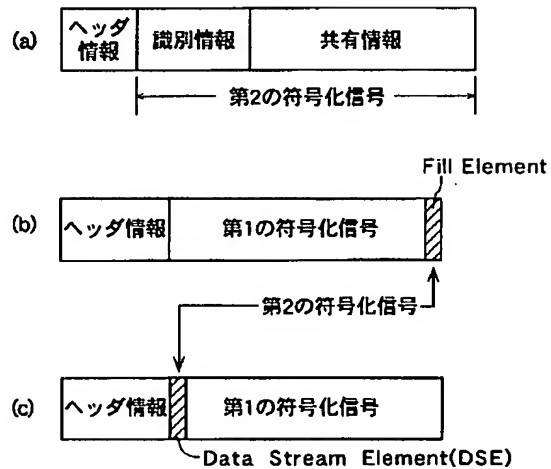 (a)
ヘッダ
情報
識別情報
共有情報
第2の符号化信号
Fill Element
(b)
ヘッダ情報
第1の符号化信号
第2の符号化信号
(c)
ヘッダ情報
第1の符号化信号
Data Stream Element(DSE)